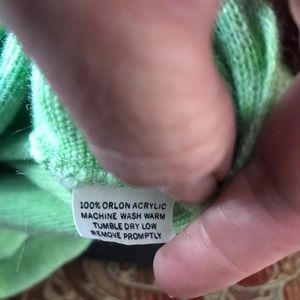 100% ORLON ACRYLIC
MACHINE WASH WARM
TUMBLE DRY LOW
REMOVE PROMPTLY